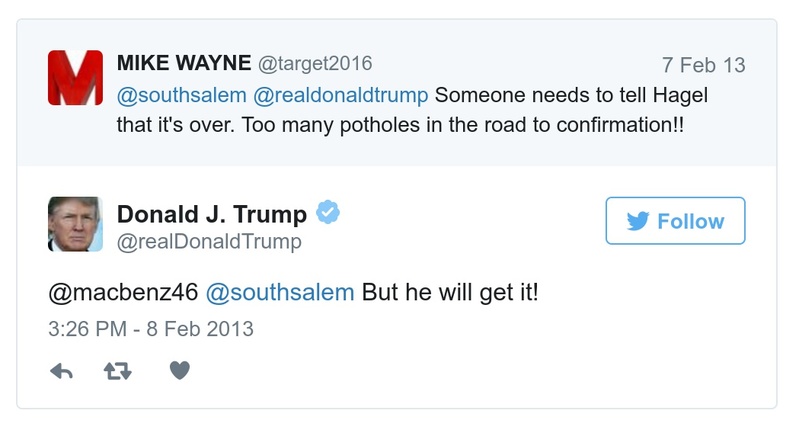 MIKE WAYNE @target2016 7 Feb 13
@southsalem @realdonaldtrump Someone needs to tell Hagel
that it's over. Too many potholes in the road to confirmation!!
Donald J. Trump
@realDonaldTrump
Follow
@macbenz46 @southsalem But he will get it!
3:26 PM - 8 Feb 2013